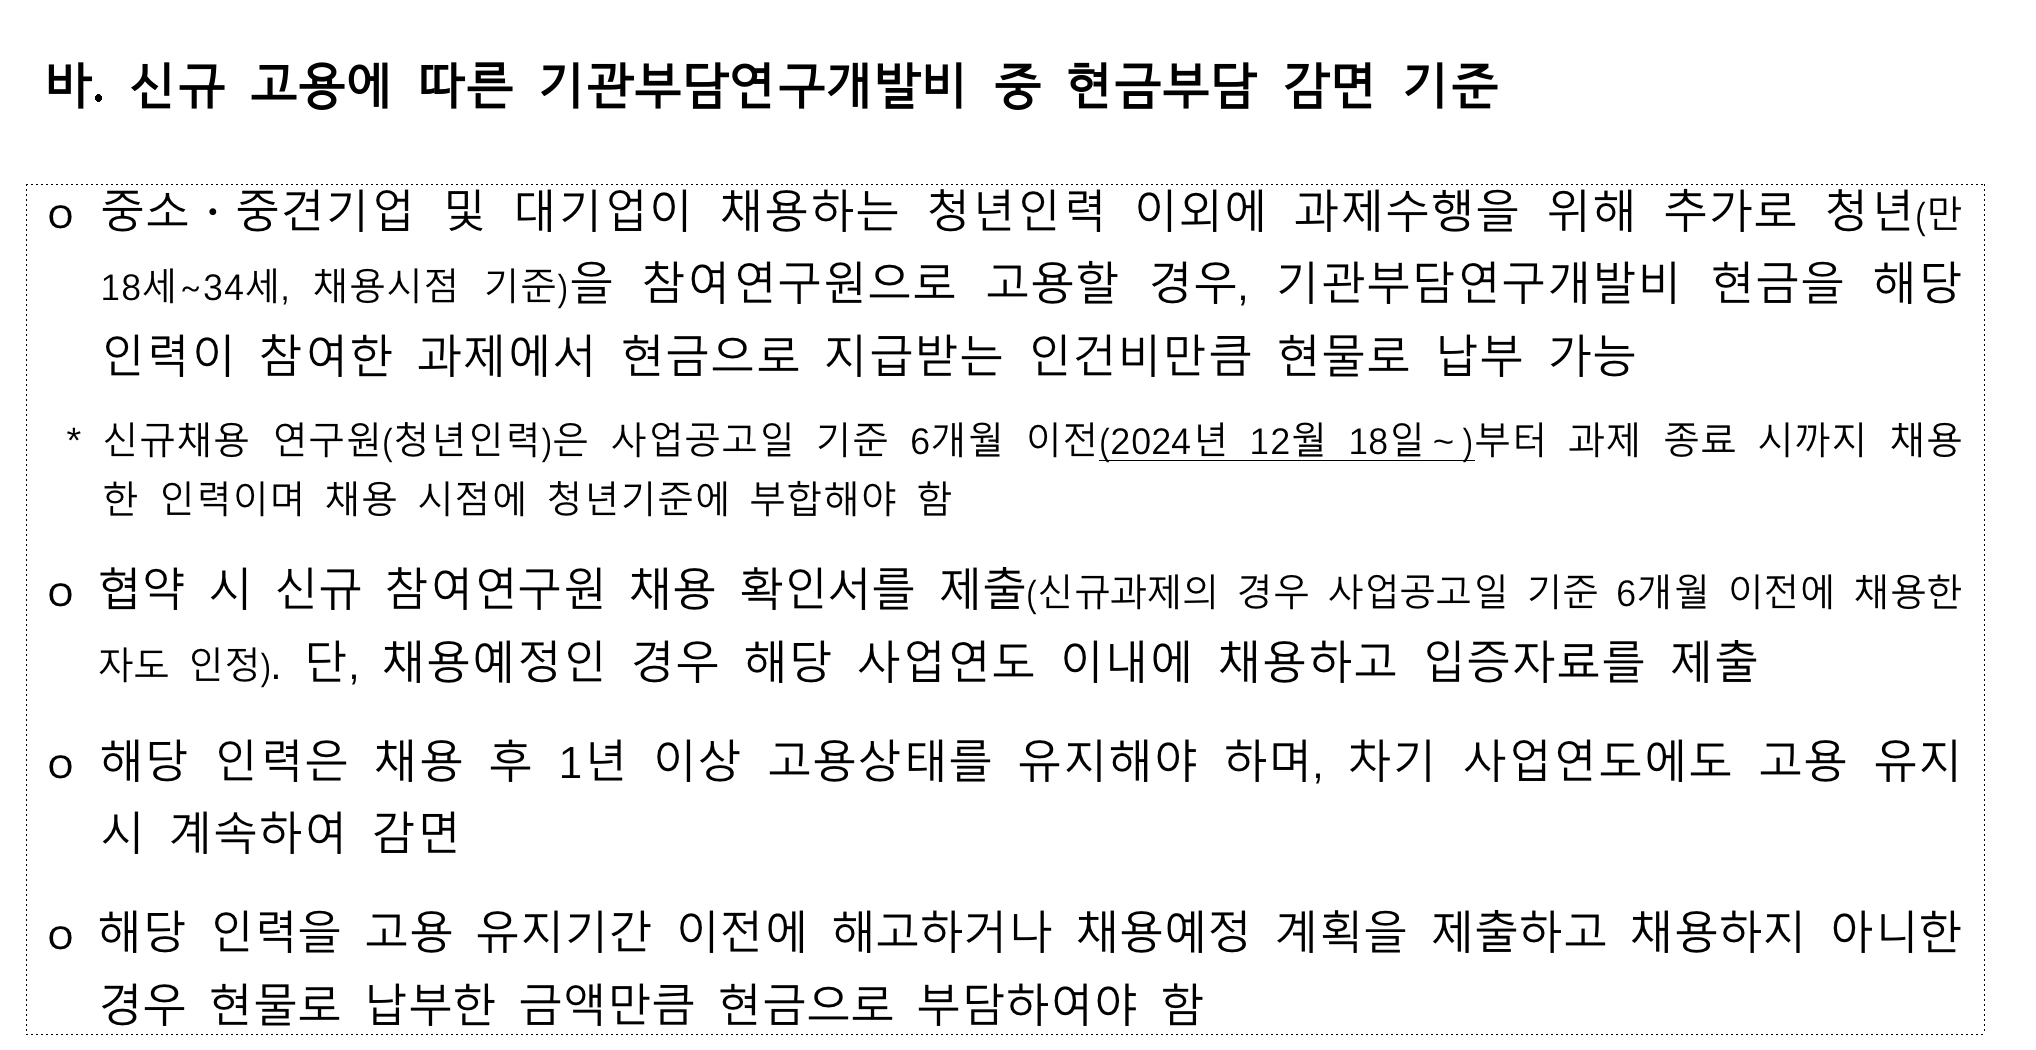 바. 신규 고용에 따른 기관부담연구개발비 중 현금부담 감면 기준
o 중소·중견기업 및 대기업이 채용하는 청년인력 이외에 과제수행을 위해 추가로 청년(만
18세~34세, 채용시점 기준)을 참여연구원으로 고용할 경우, 기관부담연구개발비 현금을 해당
인력이 참여한 과제에서 현금으로 지급받는 인건비만큼 현물로 납부 가능
* 신규채용 연구원(청년인력)은 사업공고일 기준 6개월 이전(2024년 12월 18일~)부터 과제 종료 시까지 채용
한 인력이며 채용 시점에 청년기준에 부합해야 함
o 협약 시 신규 참여연구원 채용 확인서를 제출(신규과제의 경우 사업공고일 기준 6개월 이전에 채용한
자도 인정). 단, 채용예정인 경우 해당 사업연도 이내에 채용하고 입증자료를 제출
o 해당 인력은 채용 후 1년 이상 고용상태를 유지해야 하며, 차기 사업연도에도 고용 유지
시 계속하여 감면
o 해당 인력을 고용 유지기간 이전에 해고하거나 채용예정 계획을 제출하고 채용하지 아니한
경우 현물로 납부한 금액만큼 현금으로 부담하여야 함